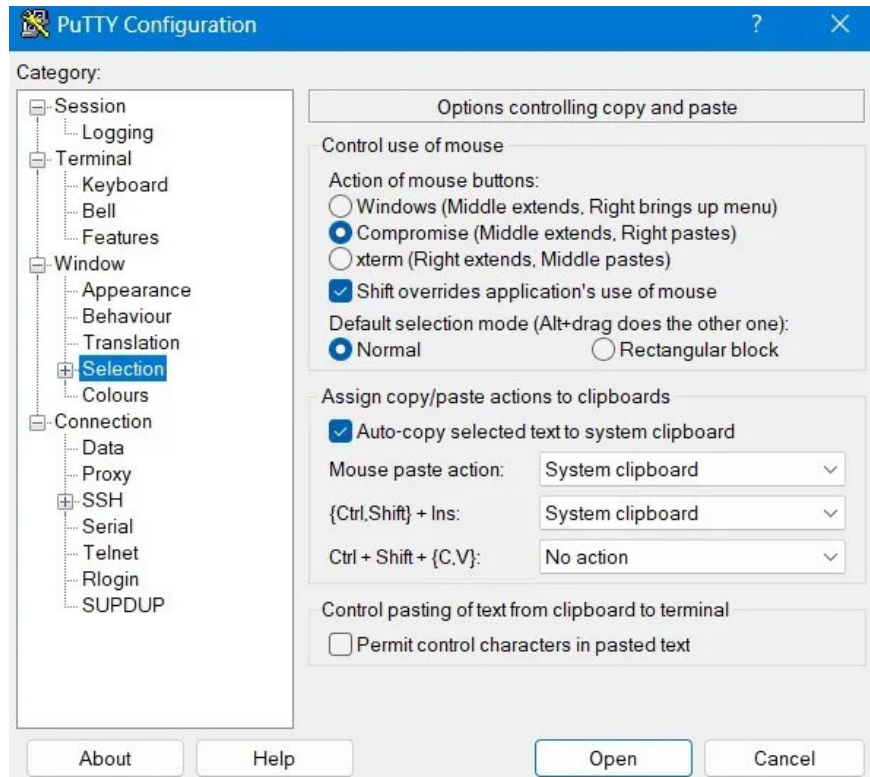 PuTTY Configuration
?
Category:
Session
Logging
Terminal
Keyboard
Bell
Features
Window
Appearance
Behaviour
Translation
Selection
Colours
Connection
Data
Proxy
SSH
Serial
Telnet
Rlogin
SUPDUP
Options controlling copy and paste
Control use of mouse
Action of mouse buttons:
Windows (Middle extends, Right brings up menu)
Compromise (Middle extends, Right pastes)
xterm (Right extends, Middle pastes)
Shift overrides application's use of mouse
Default selection mode (Alt+drag does the other one):
Normal Rectangular block
Assign copy/paste actions to clipboards
Auto-copy selected text to system clipboard
Mouse paste action: System clipboard
{Ctrl,Shift} + Ins: System clipboard
Ctrl + Shift + {C,V}: No action
Control pasting of text from clipboard to terminal
Permit control characters in pasted text
About Help Open Cancel